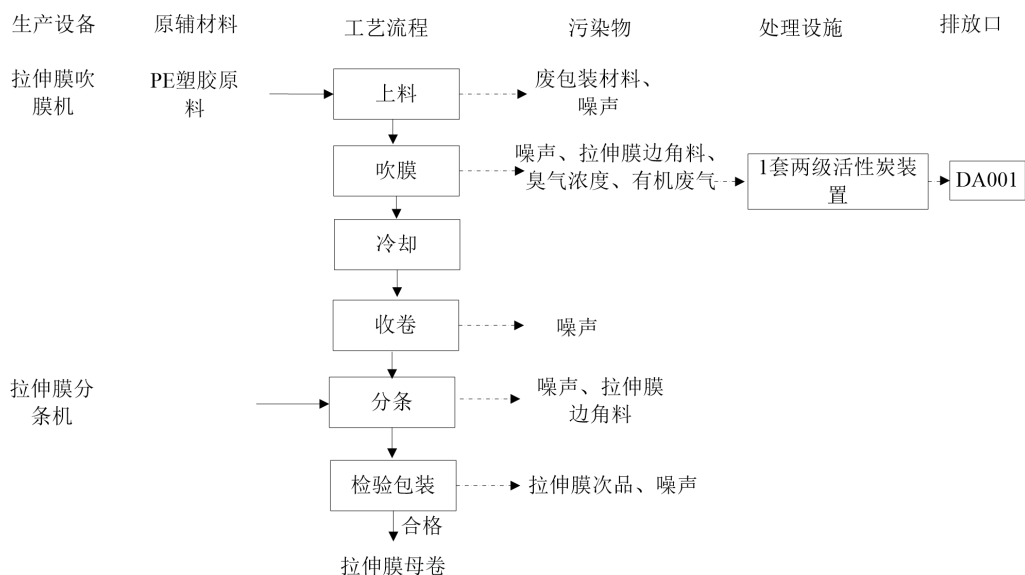 生产设备
原辅材料
工艺流程
污染物
处理设施
排放口
拉伸膜吹
膜机
PE塑胶原
料
上料
废包装材料、
噪声
吹膜
噪声、拉伸膜边角料、
臭气浓度、有机废气
1套两级活性炭装
置
DA001
冷却
收卷
噪声
拉伸膜分
条机
分条
噪声、拉伸膜
边角料
检验包装
拉伸膜次品、噪声
合格
拉伸膜母卷